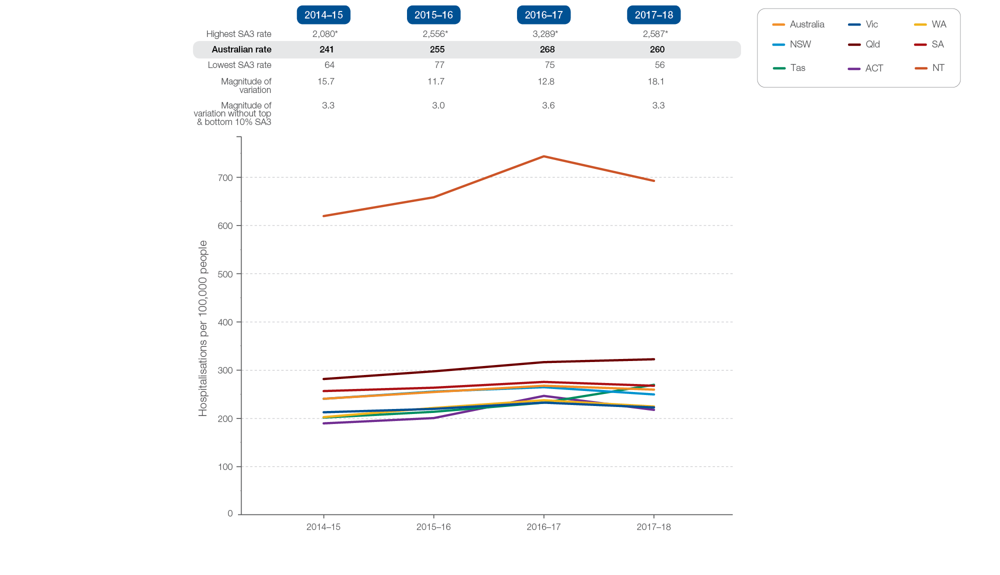 2014–15 2015–16 2016–17 2017–18
Highest SA3 rate 2,080* 2,556* 3,289* 2,587*
Australian rate 241 255 268 260
Lowest SA3 rate 64 77 75 56
Magnitude of 15.7 11.7 12.8 18.1
variation
Magnitude of 3.3 3.0 3.6 3.3
variation without top
& bottom 10% SA3
Australia Vic WA
NSW Qld SA
Tas ACT NT
Hospitalisations per 100,000 people
700
600
500
400
300
200
100
0
2014–15 2015–16 2016–17 2017–18